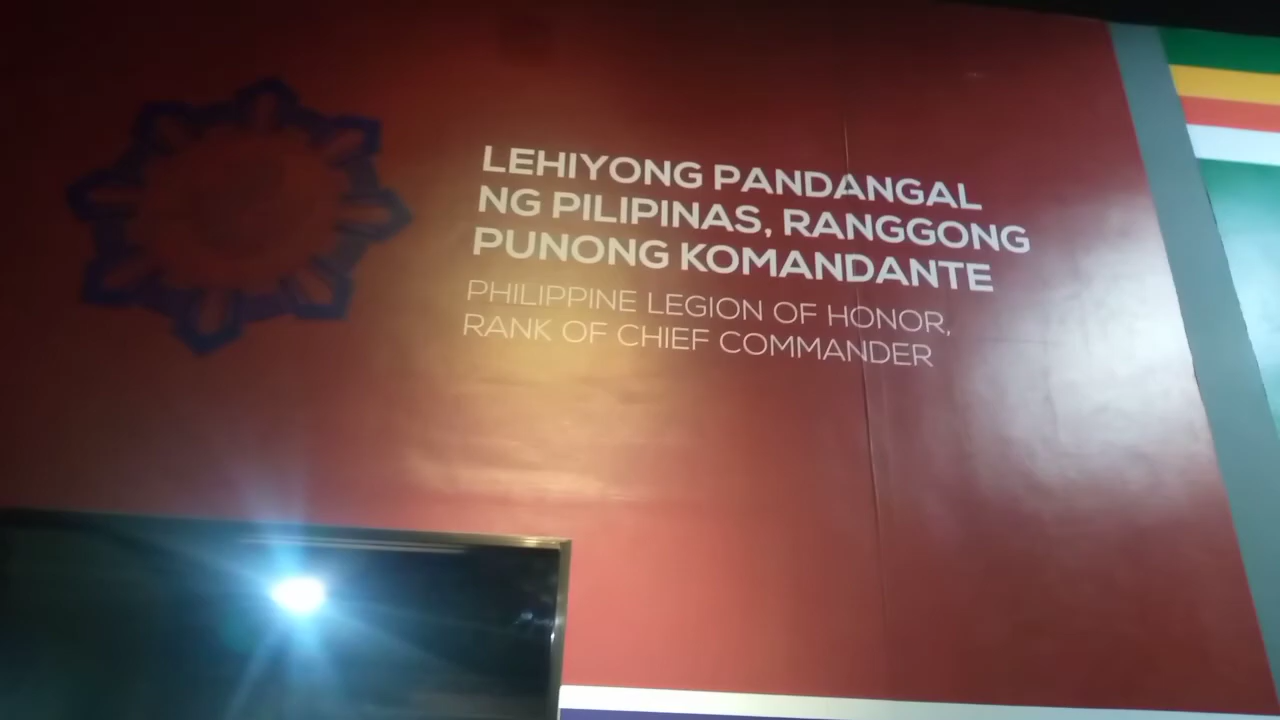 LEHIYONG PANDANGAL
NG PILIPINAS, RANGGONG
PUNONG KOMANDANTE
PHILIPPINE LEGION OF HONOR,
RANK OF CHIEF COMMANDER